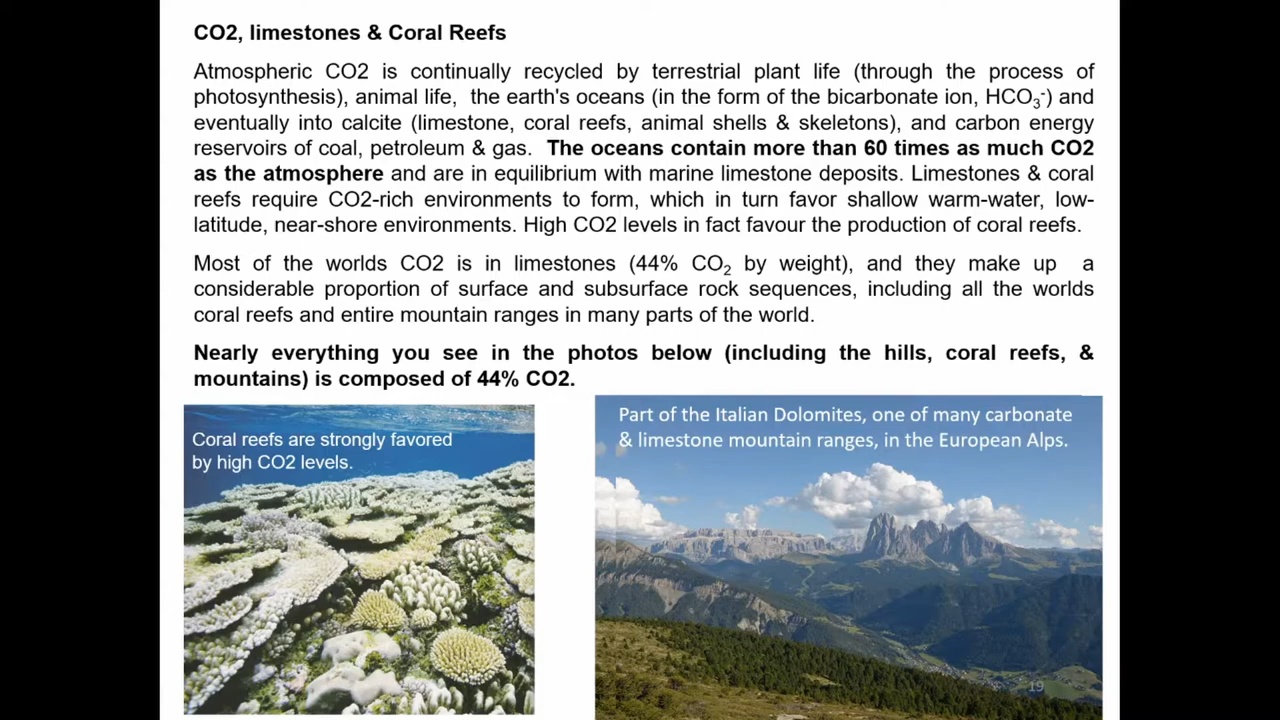 CO2, limestones & Coral Reefs
Atmospheric CO2 is continually recycled by terrestrial plant life (through the process of
photosynthesis), animal life, the earth's oceans (in the form of the bicarbonate ion, HCO₃⁻) and
eventually into calcite (limestone, coral reefs, animal shells & skeletons), and carbon energy
reservoirs of coal, petroleum & gas. The oceans contain more than 60 times as much CO2
as the atmosphere and are in equilibrium with marine limestone deposits. Limestones & coral
reefs require CO2-rich environments to form, which in turn favor shallow warm-water, low-
latitude, near-shore environments. High CO2 levels in fact favour the production of coral reefs.
Most of the worlds CO2 is in limestones (44% CO₂ by weight), and they make up a
considerable proportion of surface and subsurface rock sequences, including all the worlds
coral reefs and entire mountain ranges in many parts of the world.
Nearly everything you see in the photos below (including the hills, coral reefs, &
mountains) is composed of 44% CO2.
Coral reefs are strongly favored
by high CO2 levels.
Part of the Italian Dolomites, one of many carbonate
& limestone mountain ranges, in the European Alps.
19